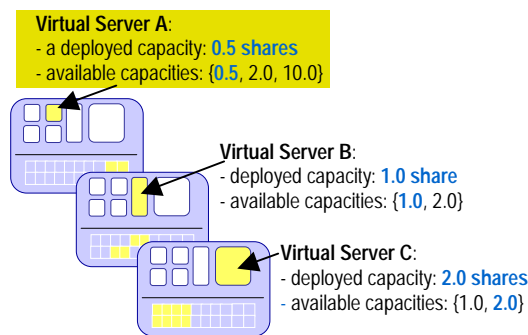 Virtual Server A:
- a deployed capacity: 0.5 shares
- available capacities: {0.5, 2.0, 10.0}
Virtual Server B:
- deployed capacity: 1.0 share
- available capacities: {1.0, 2.0}
Virtual Server C:
- deployed capacity: 2.0 shares
- available capacities: {1.0, 2.0}